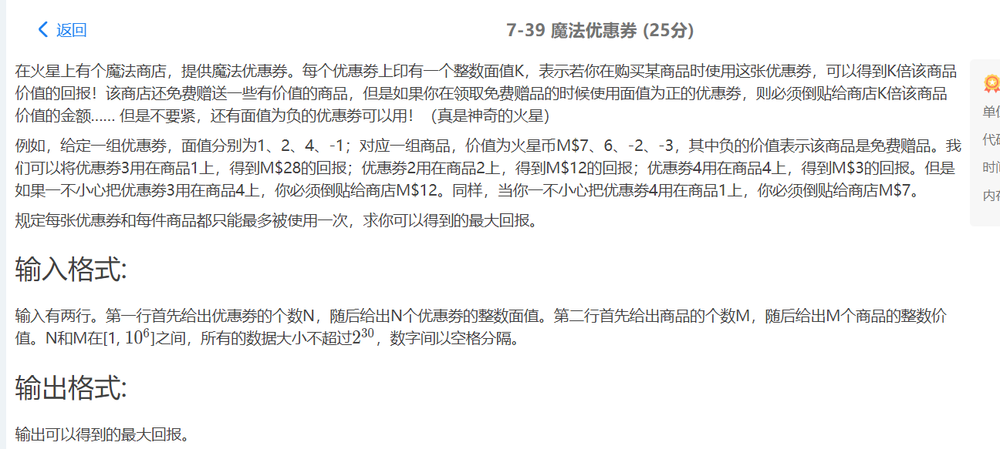 返回
7-39 魔法优惠券 (25分)
在火星上有个魔法商店，提供魔法优惠券。每个优惠劵上印有一个整数面值K，表示若你在购买某商品时使用这张优惠劵，可以得到K倍该商品
价值的回报！该商店还免费赠送一些有价值的商品，但是如果你在领取免费赠品的时候使用面值为正的优惠劵，则必须倒贴给商店K倍该商品
价值的金额…… 但是不要紧，还有面值为负的优惠劵可以用！（真是神奇的火星）
例如，给定一组优惠劵，面值分别为1、2、4、-1；对应一组商品，价值为火星币M$7、6、-2、-3，其中负的价值表示该商品是免费赠品。我
们可以将优惠劵3用在商品1上，得到M$28的回报；优惠劵2用在商品2上，得到M$12的回报；优惠劵4用在商品4上，得到M$3的回报。但是
如果一不小心把优惠劵3用在商品4上，你必须倒贴给商店M$12。同样，当你一不小心把优惠劵4用在商品1上，你必须倒贴给商店M$7。
规定每张优惠券和每件商品都只能最多被使用一次，求你可以得到的最大回报。
输入格式:
输入有两行。第一行首先给出优惠劵的个数N，随后给出N个优惠劵的整数面值。第二行首先给出商品的个数M，随后给出M个商品的整数价
值。N和M在[1, 10⁶]之间，所有的数据大小不超过2³⁰，数字间以空格分隔。
输出格式:
输出可以得到的最大回报。
代码
时间
内存